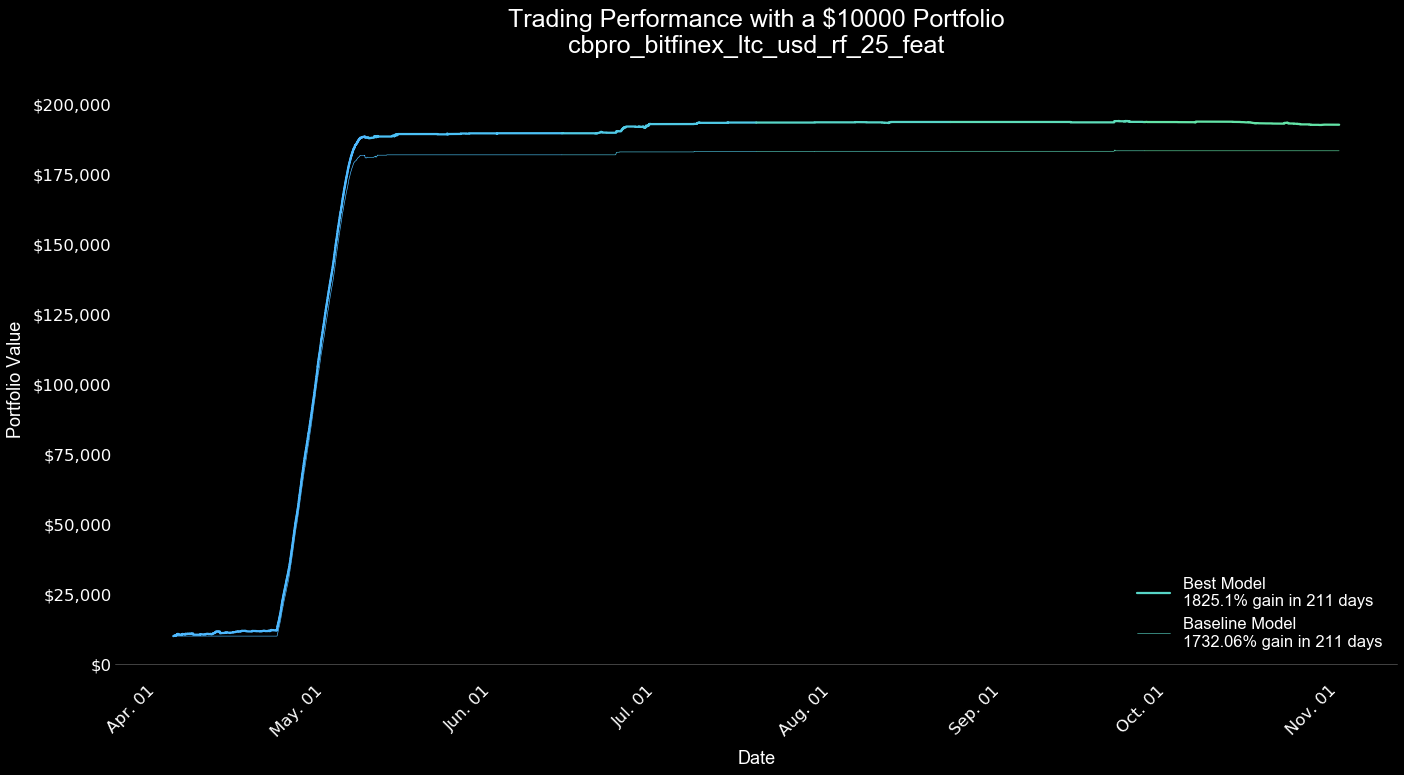 Trading Performance with a $10000 Portfolio
cbpro_bitfinex_ltc_usd_rf_25_feat
$200,000
$175,000
$150,000
$125,000
$100,000
$75,000
$50,000
$25,000
$0
Portfolio Value
Best Model
1825.1% gain in 211 days
Baseline Model
1732.06% gain in 211 days
Apr. 01
May. 01
Jun. 01
Jul. 01
Aug. 01
Sep. 01
Oct. 01
Nov. 01
Date